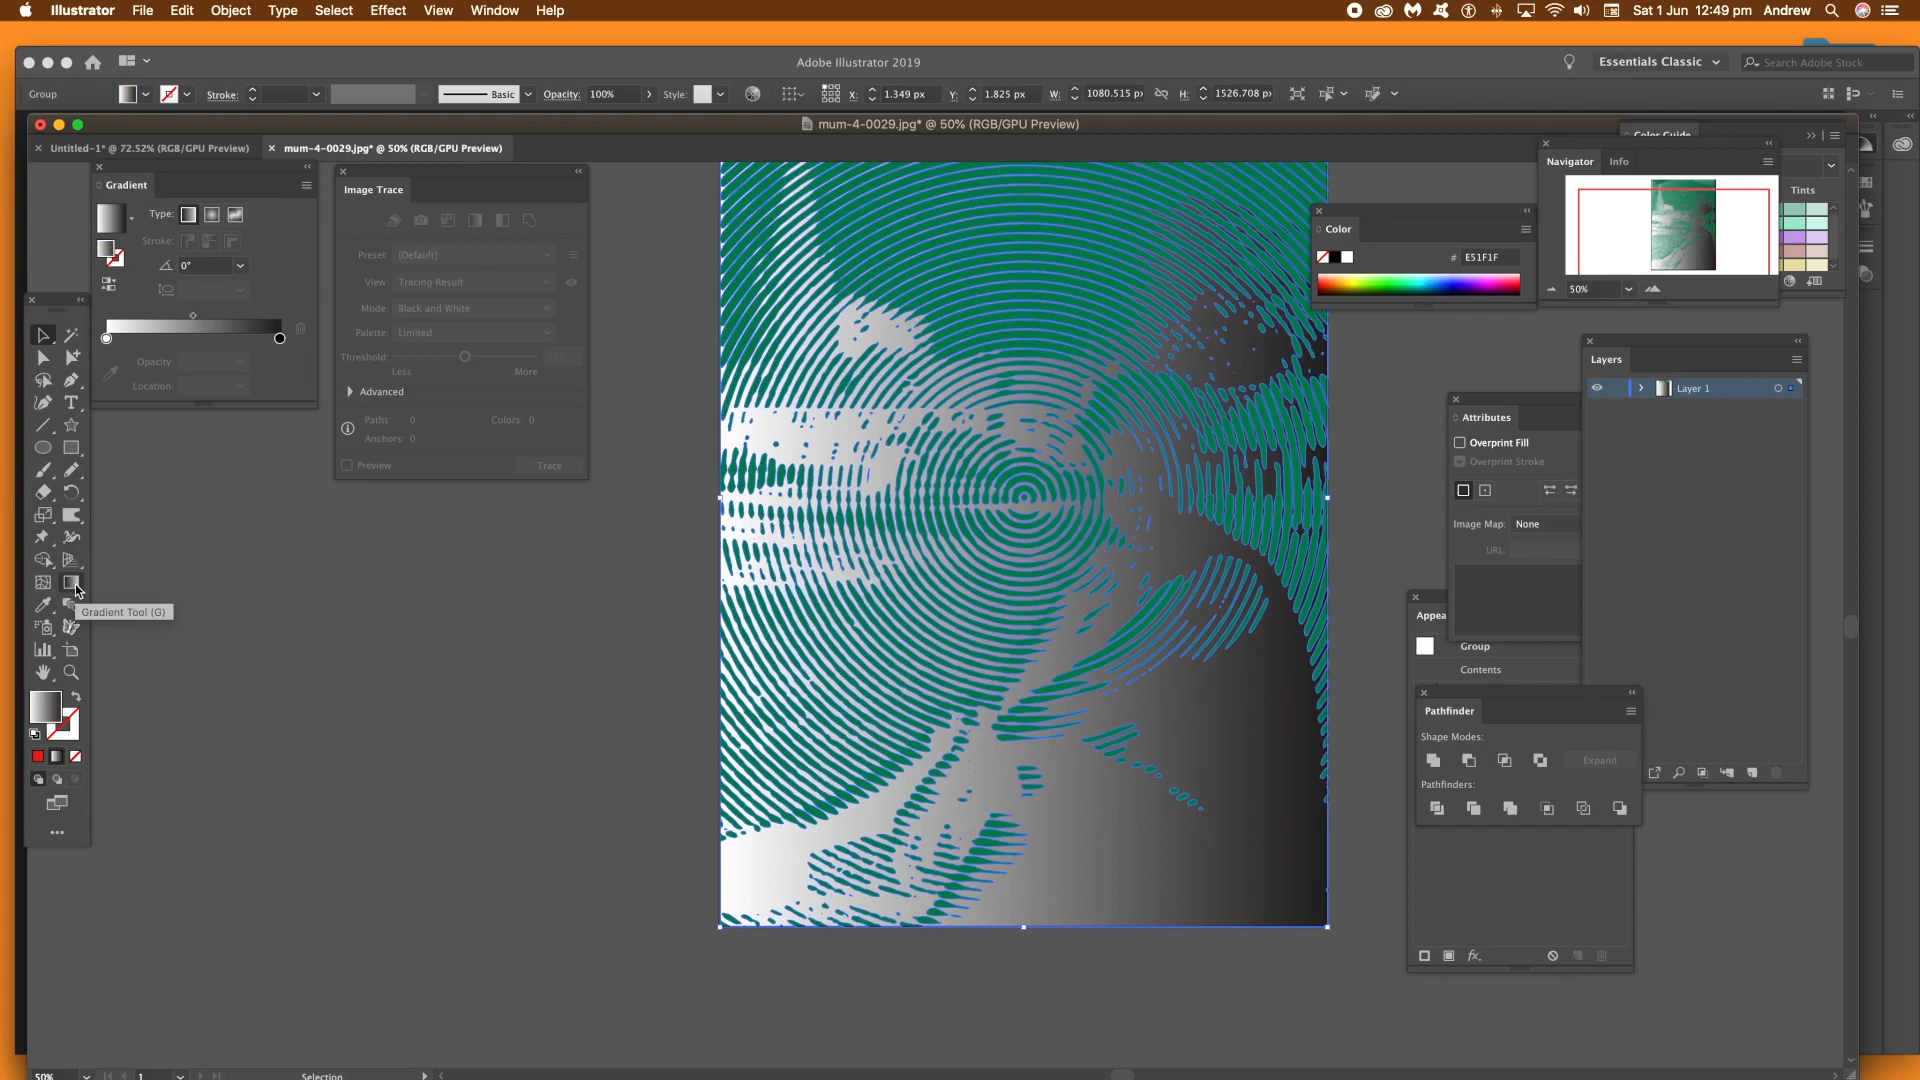 Illustrator File Edit Object Type Select Effect View Window Help
Sat 1 Jun 12:49 pm Andrew
Adobe Illustrator 2019
Essentials Classic
Search Adobe Stock
Group
Stroke:
Basic
Opacity: 100%
Style:
X: 1.349 px
Y: 1.825 px
W: 1080.515 p
H: 1526.708 p
mum-4-0029.jpg* @ 50% (RGB/GPU Preview)
Untitled-1* @ 72.52% (RGB/GPU Preview)
mum-4-0029.jpg* @ 50% (RGB/GPU Preview)
Gradient
Type:
Stroke:
0°
Opacity:
Location:
Image Trace
Preset: [Default]
View: Tracing Result
Mode: Black and White
Palette: Limited
Threshold:
Less More
Advanced
Paths: 0 Colors: 0
Anchors: 0
Preview
Trace
Gradient Tool (G)
Color
# E51F1F
Color Guide
Navigator Info
50%
Tints
Layers
Layer 1
Attributes
Overprint Fill
Overprint Stroke
Image Map: None
URL:
Appea
Group
Contents
Pathfinder
Shape Modes:
Expand
Pathfinders:
50%
1
Selection